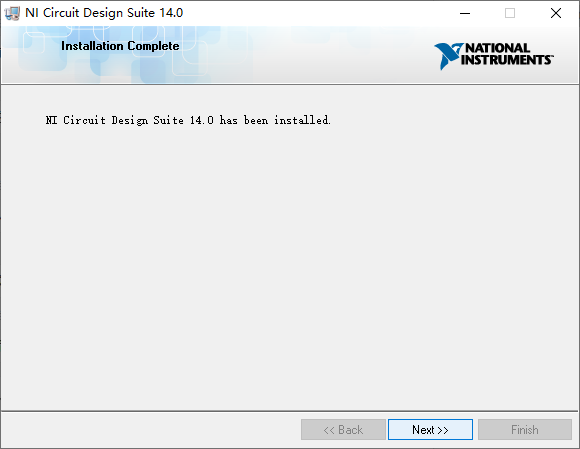 NI Circuit Design Suite 14.0
Installation Complete
NATIONAL
INSTRUMENTS™
NI Circuit Design Suite 14.0 has been installed.
<< Back
Next >>
Finish